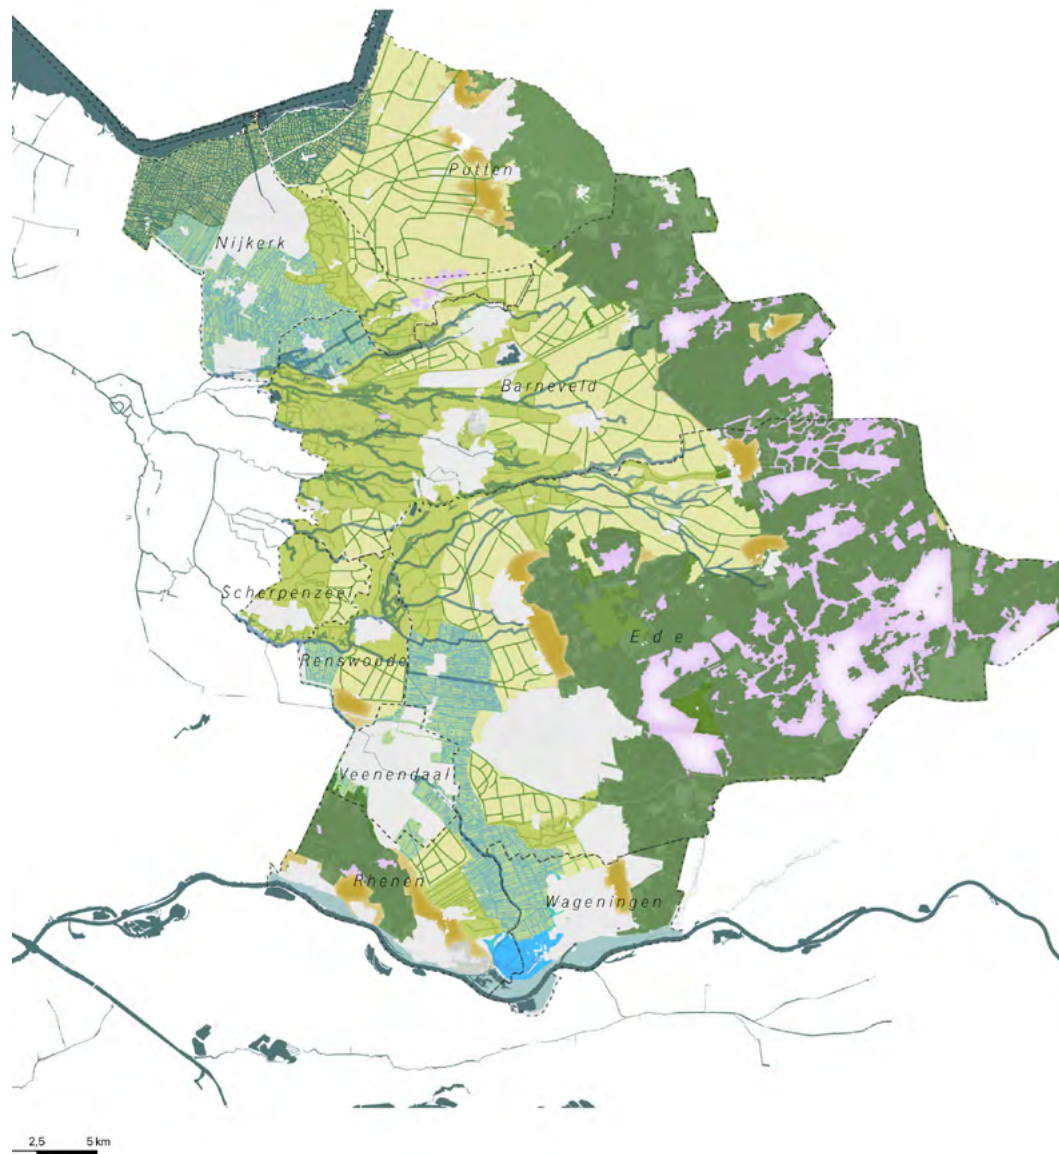 Putten
Nijkerk
Barneveld
Scherpenzeel
Ede
Renswoude
Veenendaal
Rhenen
Wageningen
2,5 5 km